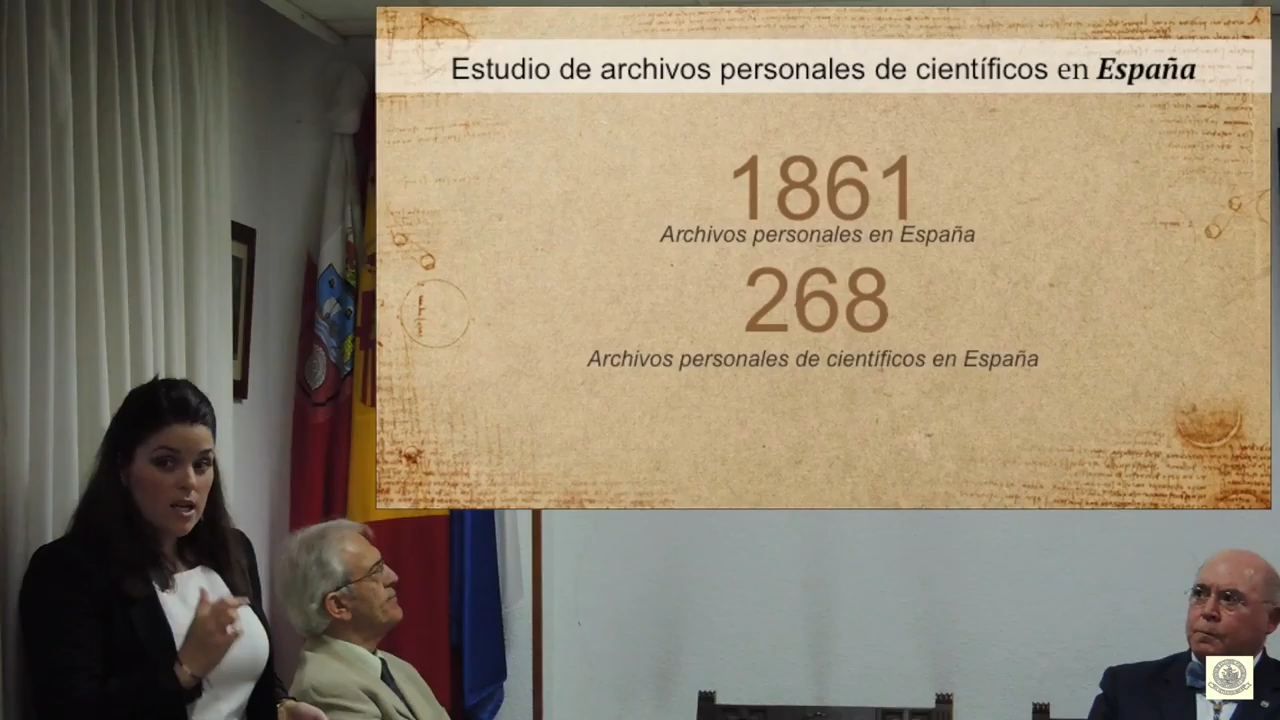 Estudio de archivos personales de científicos en España
1861
Archivos personales en España
268
Archivos personales de científicos en España